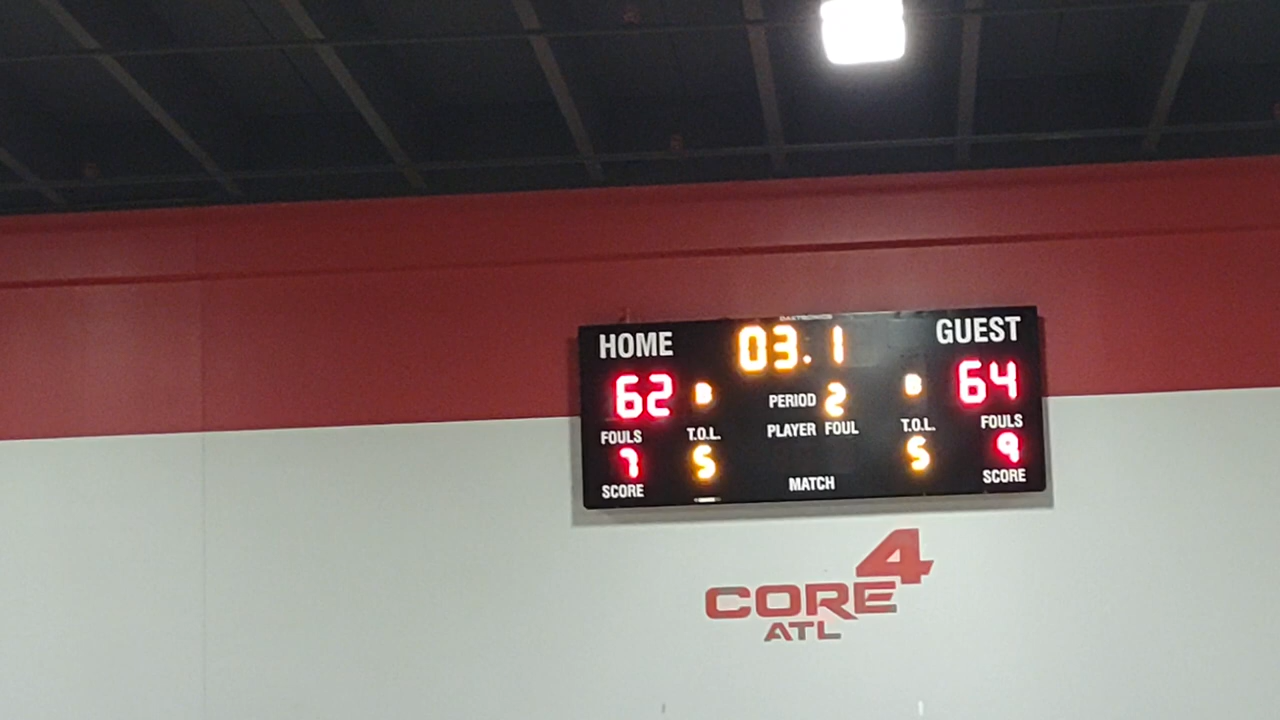 DAKTRONICS
HOME 03.1 GUEST
62 B PERIOD 2 B 64
FOULS T.O.L. PLAYER FOUL T.O.L. FOULS
7 5 5 9
SCORE MATCH SCORE
CORE4
ATL